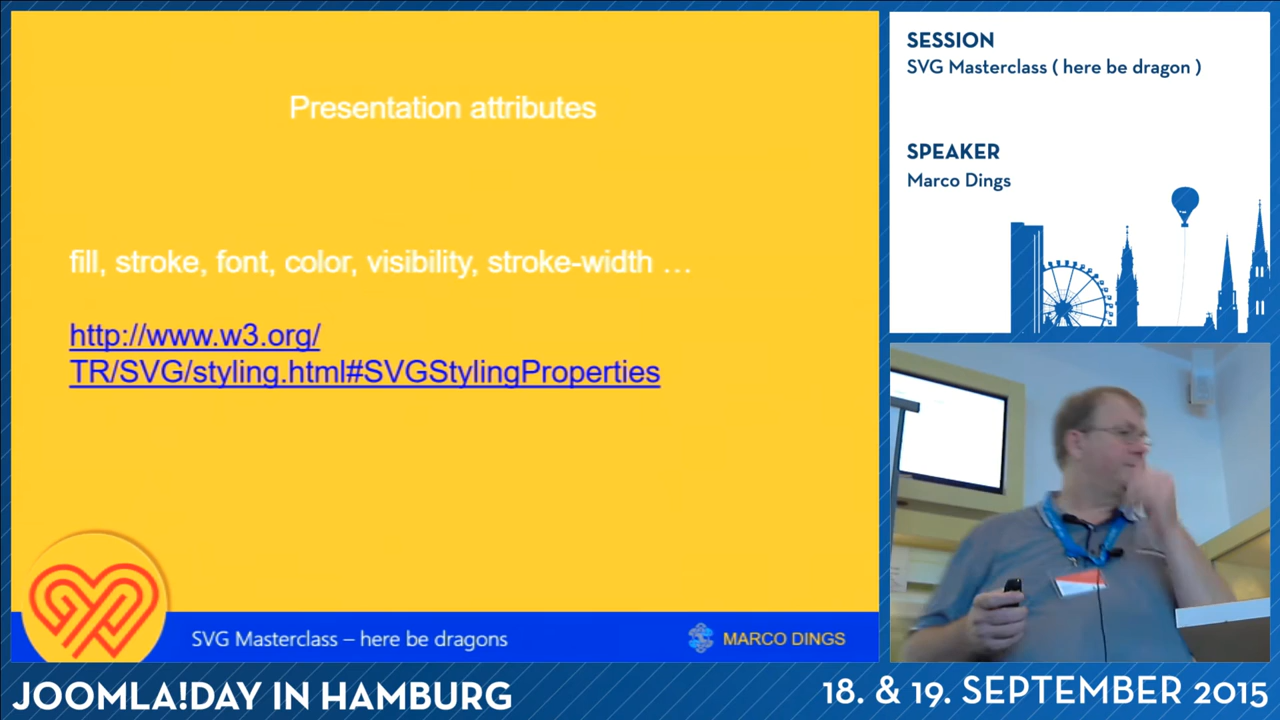 Presentation attributes
fill, stroke, font, color, visibility, stroke-width …
http://www.w3.org/
TR/SVG/styling.html#SVGStylingProperties
SVG Masterclass – here be dragons
MARCO DINGS
SESSION
SVG Masterclass ( here be dragon )
SPEAKER
Marco Dings
JOOMLA!DAY IN HAMBURG
18. & 19. SEPTEMBER 2015